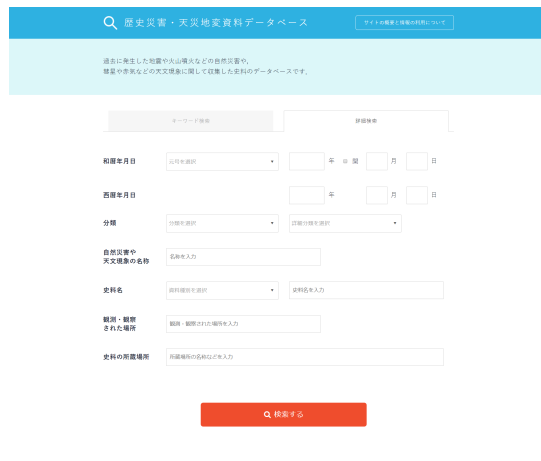 歴史災害・天災地変資料データベース
サイトの概要と情報の利用について
過去に発生した地震や火山噴火などの自然災害や、
彗星や赤気などの天文現象に関して収集した史料のデータベースです。
キーワード検索
詳細検索
和暦年月日
元号を選択
年
閏
月
日
西暦年月日
年
月
日
分類
分類を選択
詳細分類を選択
自然災害や
天文現象の名称
名称を入力
史料名
資料種別を選択
史料名を入力
観測・観察
された場所
観測・観察された場所を入力
史料の所蔵場所
所蔵場所の名称などを入力
検索する